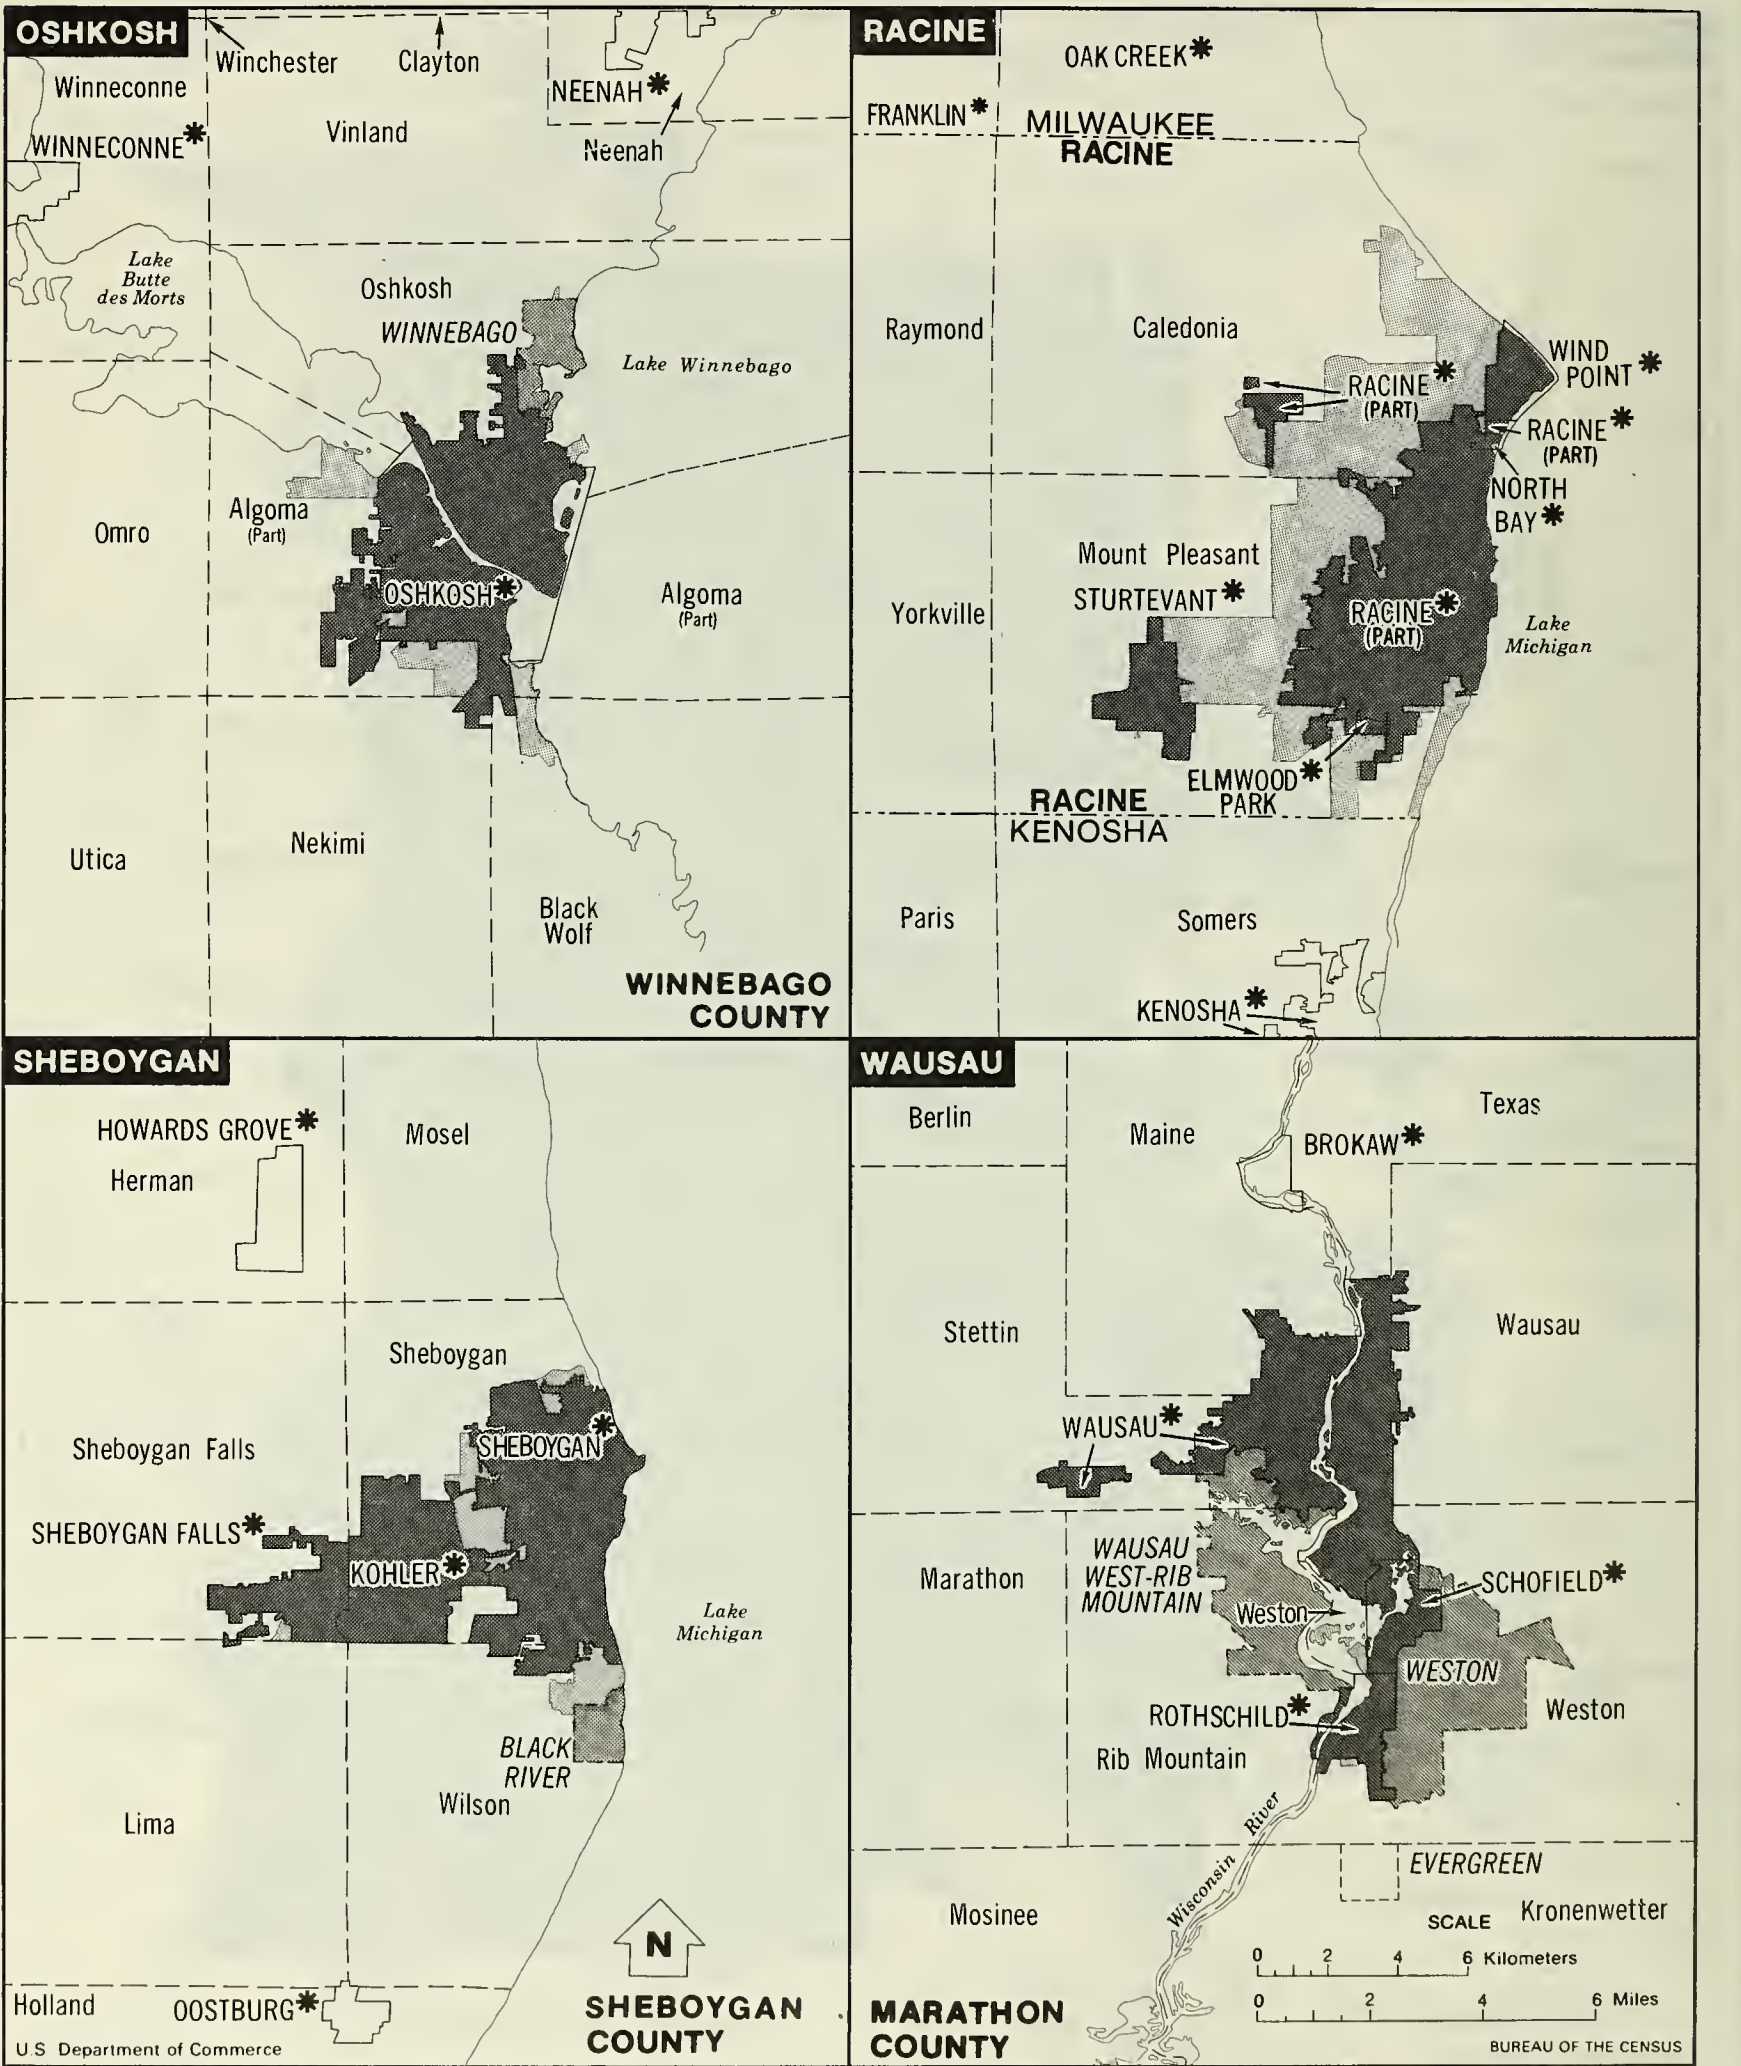 OSHKOSH
Winchester
Clayton
Winneconne
NEENAH*
WINNECONNE*
Vinland
Neenah
Lake
Butte
des Morts
Oshkosh
WINNEBAGO
Lake Winnebago
Omro
Algoma
(Part)
OSHKOSH*
Algoma
(Part)
Utica
Nekimi
Black
Wolf
WINNEBAGO
COUNTY
RACINE
OAK CREEK*
FRANKLIN*
MILWAUKEE
RACINE
Raymond
Caledonia
WIND
POINT*
RACINE*
(PART)
RACINE*
(PART)
NORTH
BAY*
Mount Pleasant
STURTEVANT*
Yorkville
RACINE*
(PART)
Lake
Michigan
ELMWOOD*
PARK
RACINE
KENOSHA
Paris
Somers
KENOSHA*
SHEBOYGAN
HOWARDS GROVE*
Mosel
Herman
Sheboygan
SHEBOYGAN*
Sheboygan Falls
SHEBOYGAN FALLS*
KOHLER*
Lake
Michigan
BLACK
RIVER
Wilson
Lima
N
Holland
OOSTBURG*
SHEBOYGAN
COUNTY
U.S Department of Commerce
WAUSAU
Berlin
Maine
Texas
BROKAW*
Stettin
Wausau
WAUSAU*
Marathon
WAUSAU
WEST-RIB
MOUNTAIN
SCHOFIELD*
Weston
WESTON
ROTHSCHILD*
Weston
Rib Mountain
Wisconsin River
EVERGREEN
Mosinee
SCALE
Kronenwetter
0 2 4 6 Kilometers
0 2 4 6 Miles
MARATHON
COUNTY
BUREAU OF THE CENSUS